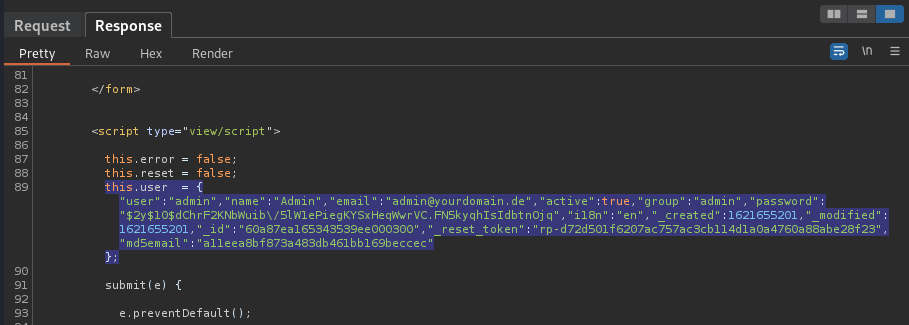 Request Response
Pretty Raw Hex Render \n
81
82 </form>
83
84
85 <script type="view/script">
86
87 this.error = false;
88 this.reset = false;
89 this.user = {
"user":"admin","name":"Admin","email":"admin@yourdomain.de","active":true,"group":"admin","password":
"$2y$10$dChrF2KNbWuib\/5lW1ePiegKYSxHeqWwrVC.FN5kyqhIsIdbtnOjq","i18n":"en","_created":1621655201,"_modified":
1621655201,"_id":"60a87ea165343539ee000300","_reset_token":"rp-d72d501f6207ac757ac3cb114d1a0a4760a88abe28f23",
"md5email":"a11eea8bf873a483db461bb169beccec"
};
90
91 submit(e) {
92
93 e.preventDefault();